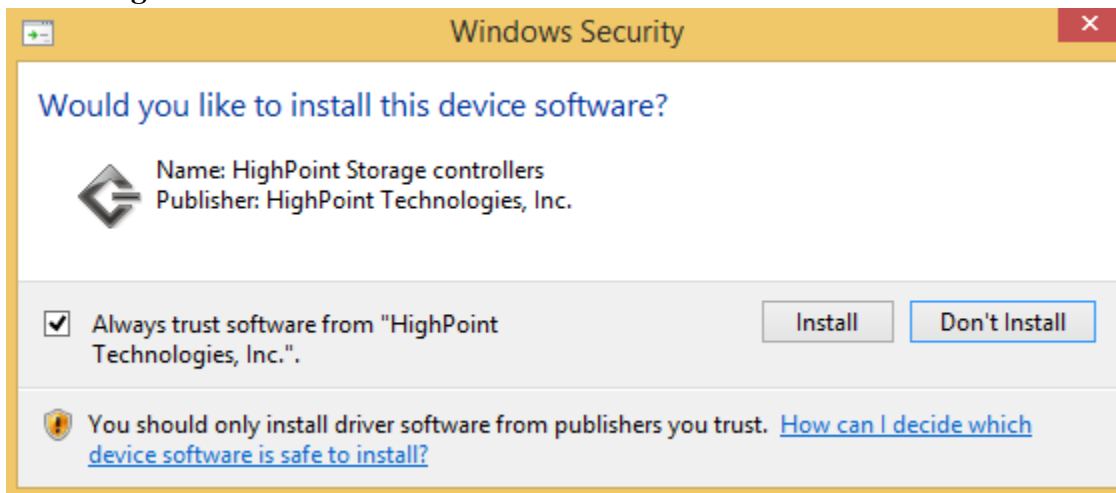 Windows Security
Would you like to install this device software?
Name: HighPoint Storage controllers
Publisher: HighPoint Technologies, Inc.
Always trust software from "HighPoint
Technologies, Inc.".
Install
Don't Install
You should only install driver software from publishers you trust. How can I decide which
device software is safe to install?